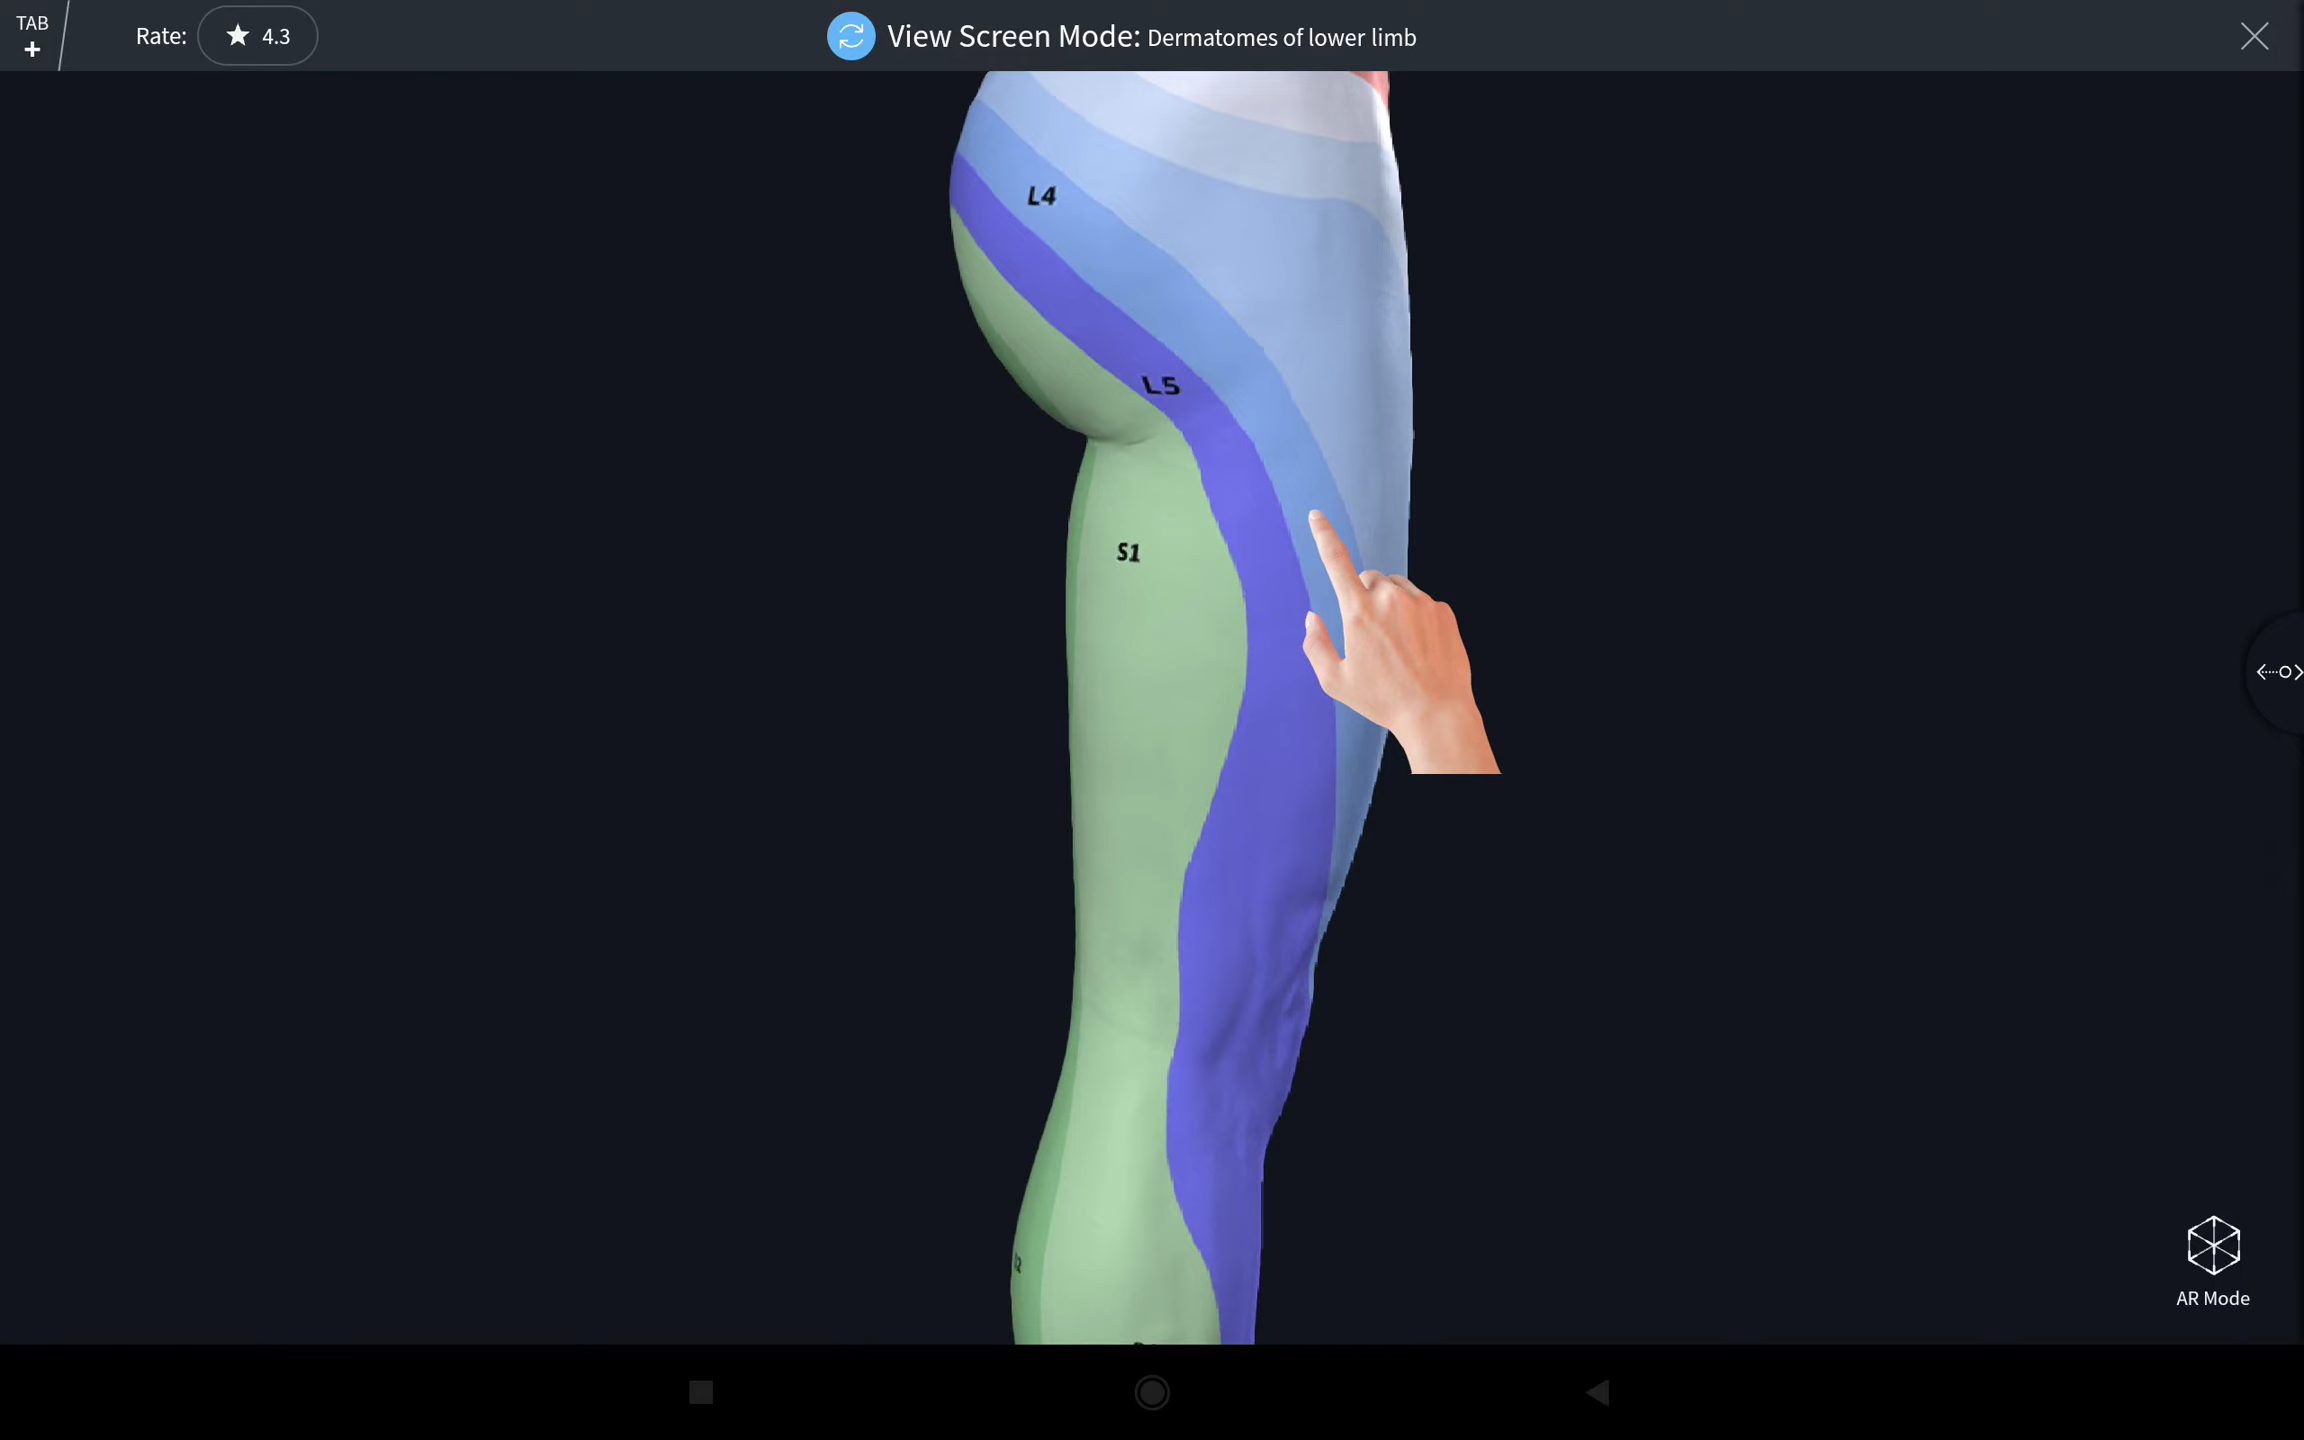 TAB
+
Rate: ★ 4.3
View Screen Mode: Dermatomes of lower limb
L4
L5
S1
AR Mode